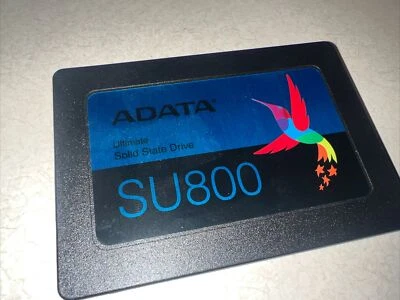 ADATA
Ultimate
Solid State Drive
SU800